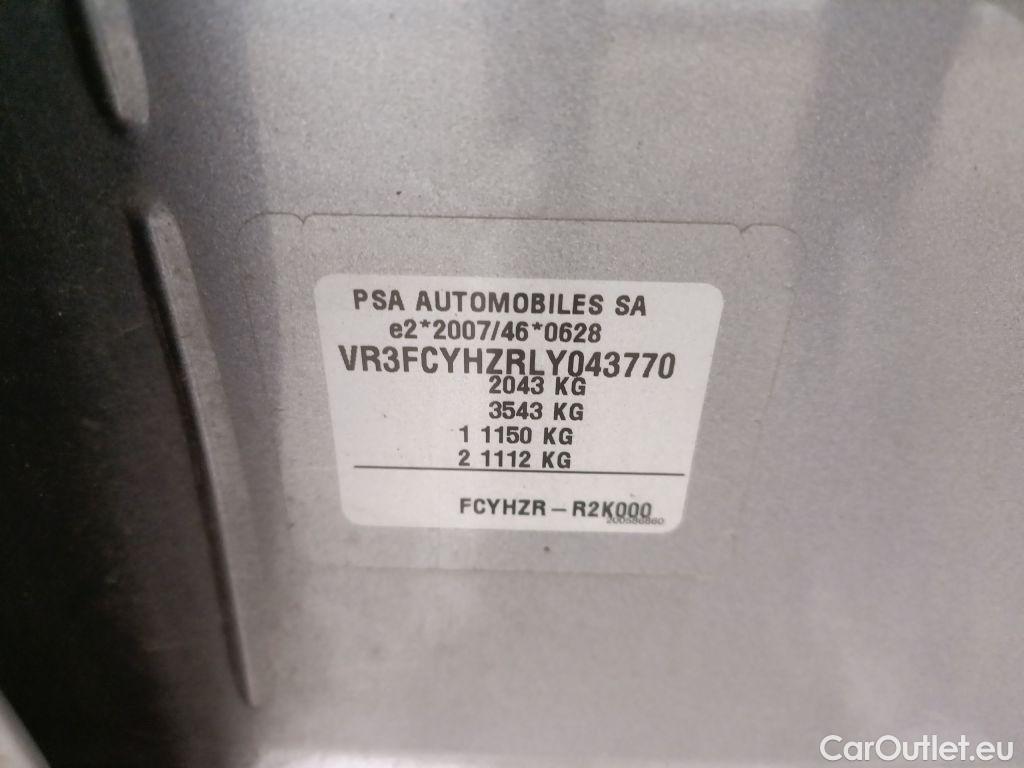 PSA AUTOMOBILES SA
e2*2007/46*0628
VR3FCYHZRLY043770
2043 KG
3543 KG
1 1150 KG
2 1112 KG
FCYHZR – R2K000
200586860
CarOutlet.eu